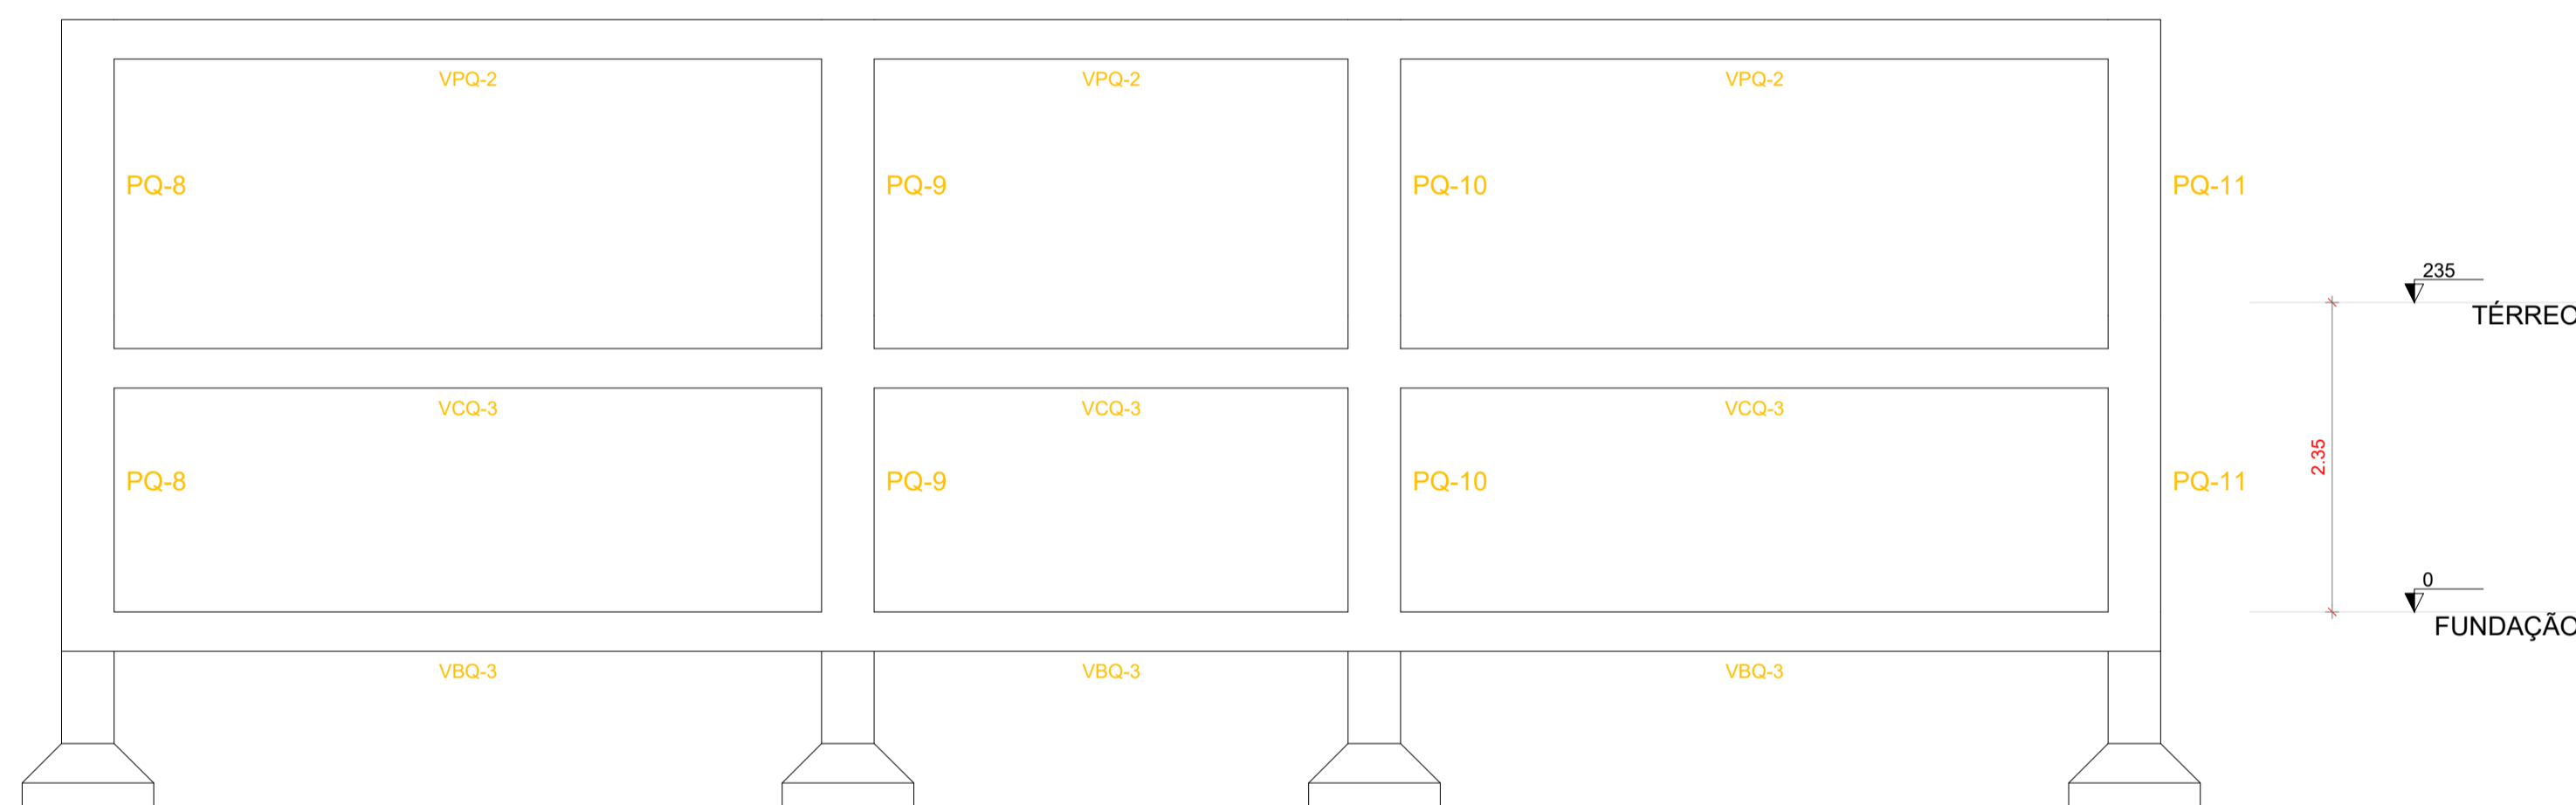 VPQ-2 VPQ-2 VPQ-2
PQ-8 PQ-9 PQ-10 PQ-11
235
TÉRREO
VCQ-3 VCQ-3 VCQ-3
2.35
PQ-8 PQ-9 PQ-10 PQ-11
0
FUNDAÇÃO
VBQ-3 VBQ-3 VBQ-3